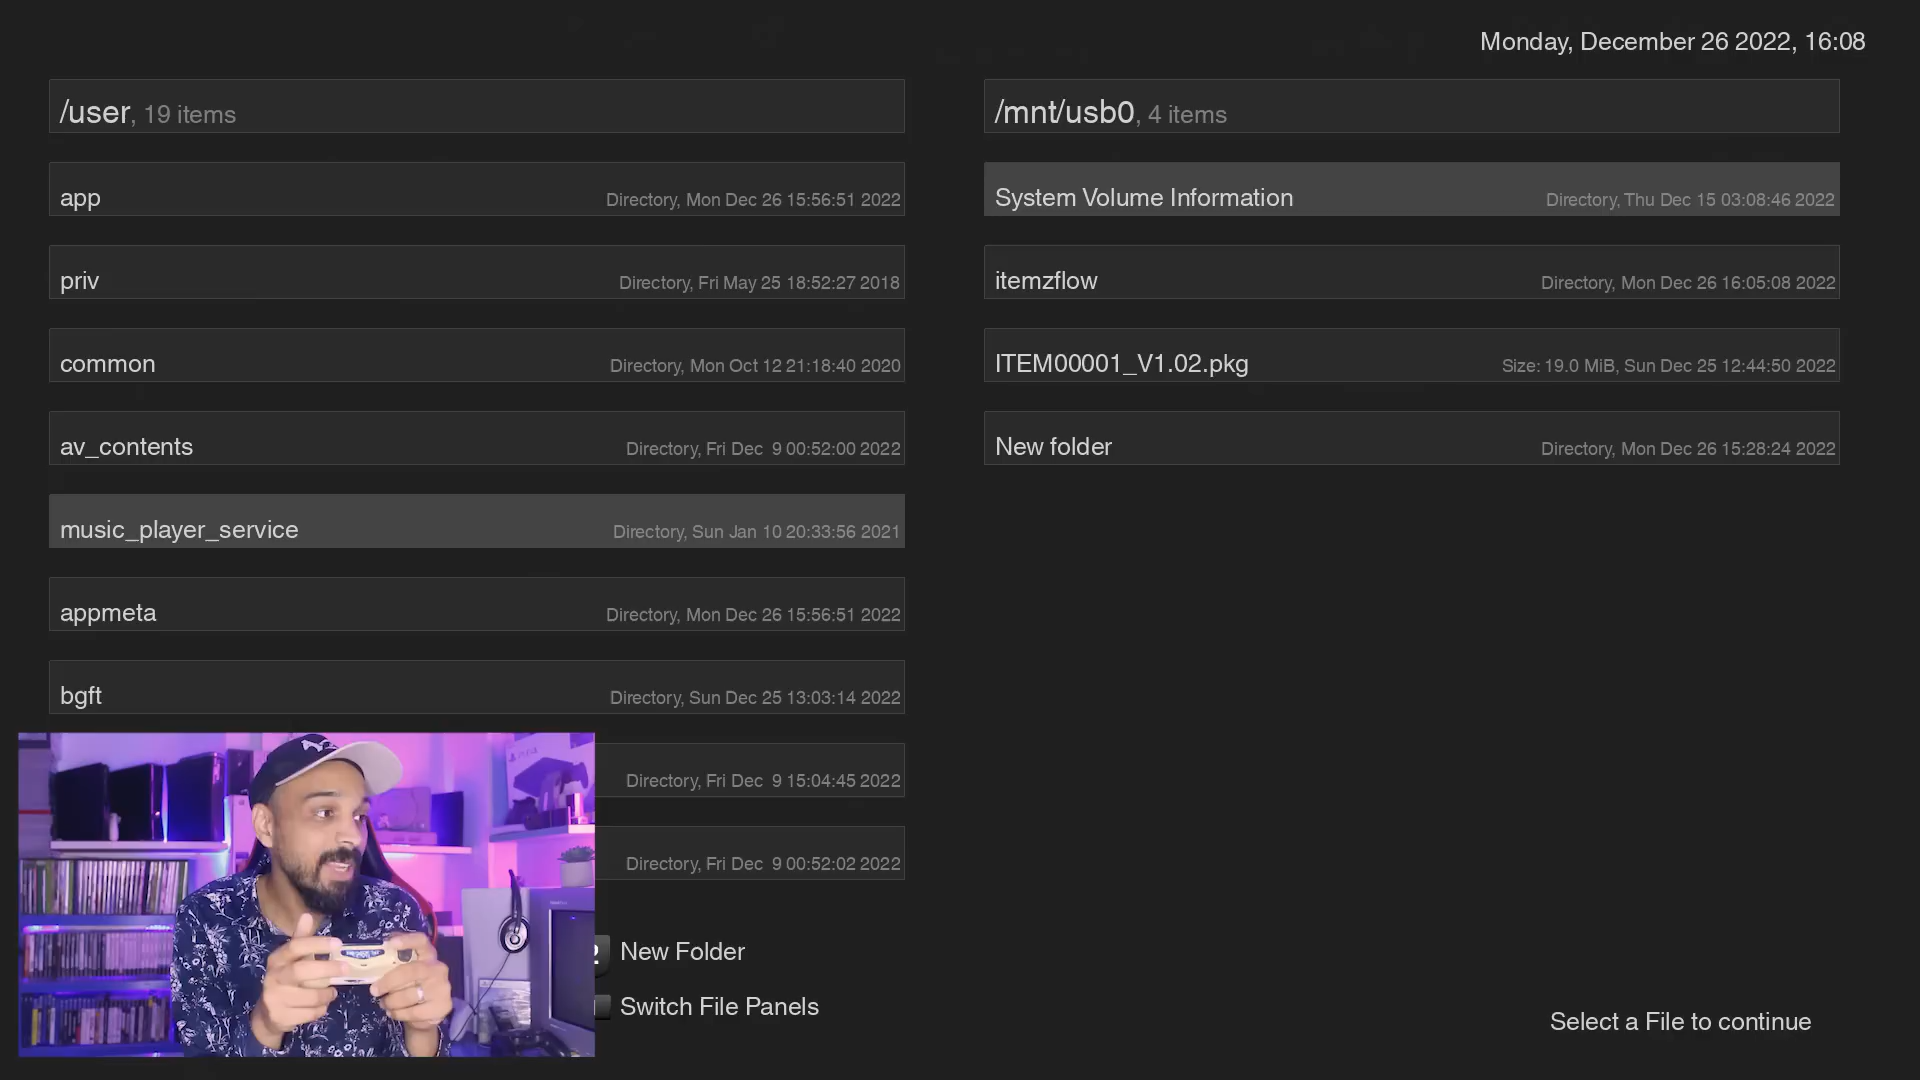 Monday, December 26 2022, 16:08
/user, 19 items
app Directory, Mon Dec 26 15:56:51 2022
priv Directory, Fri May 25 18:52:27 2018
common Directory, Mon Oct 12 21:18:40 2020
av_contents Directory, Fri Dec 9 00:52:00 2022
music_player_service Directory, Sun Jan 10 20:33:56 2021
appmeta Directory, Mon Dec 26 15:56:51 2022
bgft Directory, Sun Dec 25 13:03:14 2022
Directory, Fri Dec 9 15:04:45 2022
Directory, Fri Dec 9 00:52:02 2022
New Folder
Switch File Panels
/mnt/usb0, 4 items
System Volume Information Directory, Thu Dec 15 03:08:46 2022
itemzflow Directory, Mon Dec 26 16:05:08 2022
ITEM00001_V1.02.pkg Size: 19.0 MiB, Sun Dec 25 12:44:50 2022
New folder Directory, Mon Dec 26 15:28:24 2022
Select a File to continue